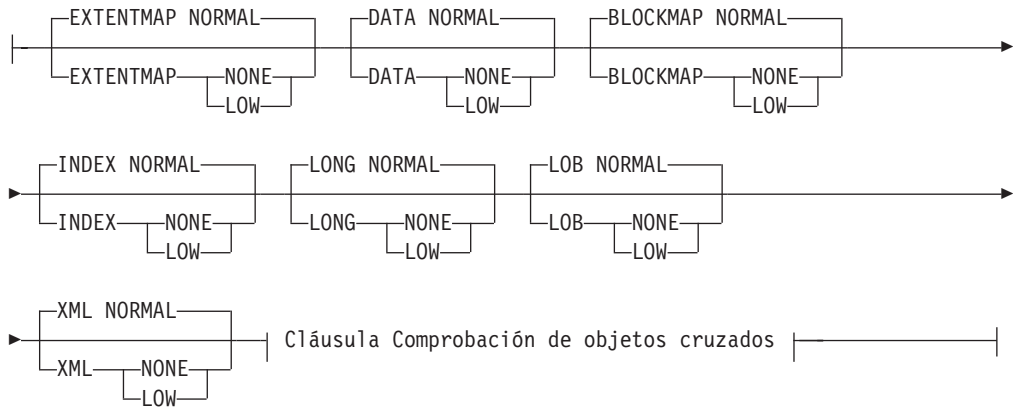 EXTENTMAP NORMAL DATA NORMAL BLOCKMAP NORMAL
EXTENTMAP NONE DATA NONE BLOCKMAP NONE
LOW LOW LOW
INDEX NORMAL LONG NORMAL LOB NORMAL
INDEX NONE LONG NONE LOB NONE
LOW LOW LOW
XML NORMAL
Cláusula Comprobación de objetos cruzados
XML NONE
LOW